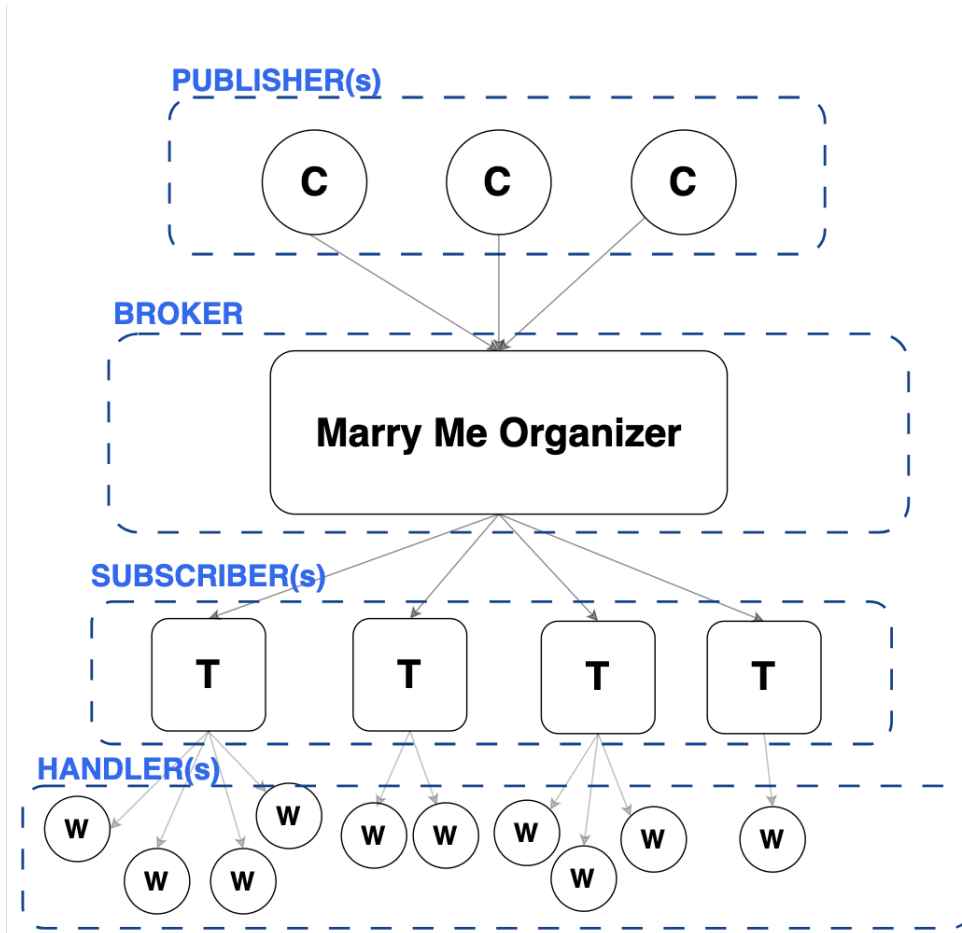 PUBLISHER(s)
C C C
BROKER
Marry Me Organizer
SUBSCRIBER(s)
T T T T
HANDLER(s)
W W W W W W W W W W